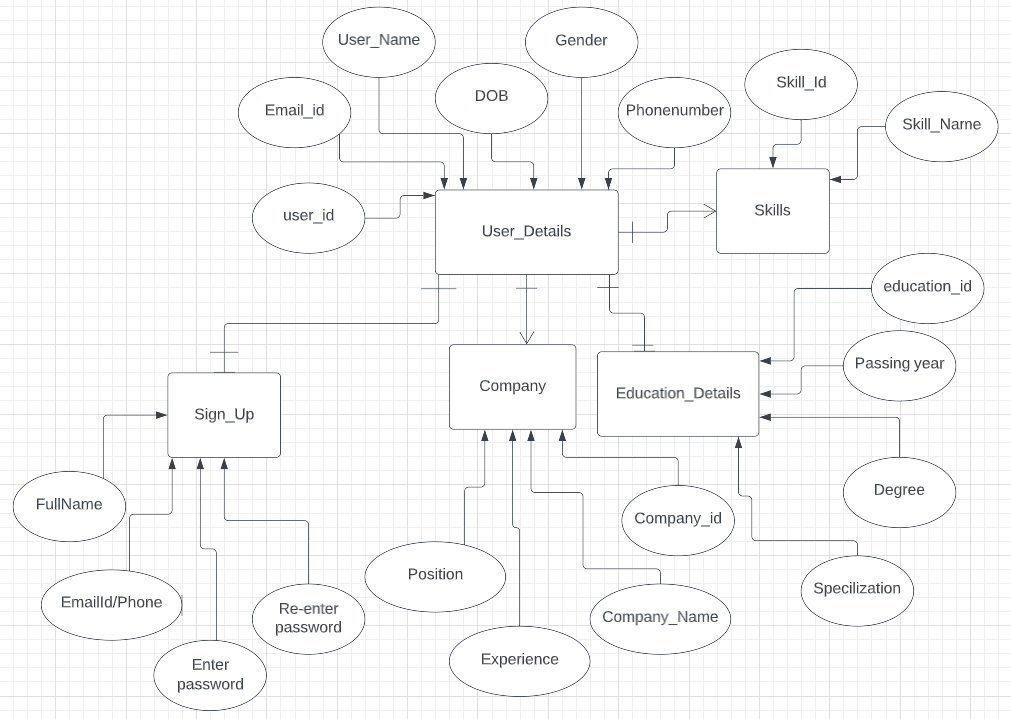 User_Name
Gender
Skill_Id
Email_id
DOB
Phonenumber
Skill_Name
user_id
User_Details
Skills
education_id
Passing year
Company
Education_Details
Sign_Up
Degree
FullName
Company_id
Position
Specilization
EmailId/Phone
Re-enter
password
Company_Name
Experience
Enter
password